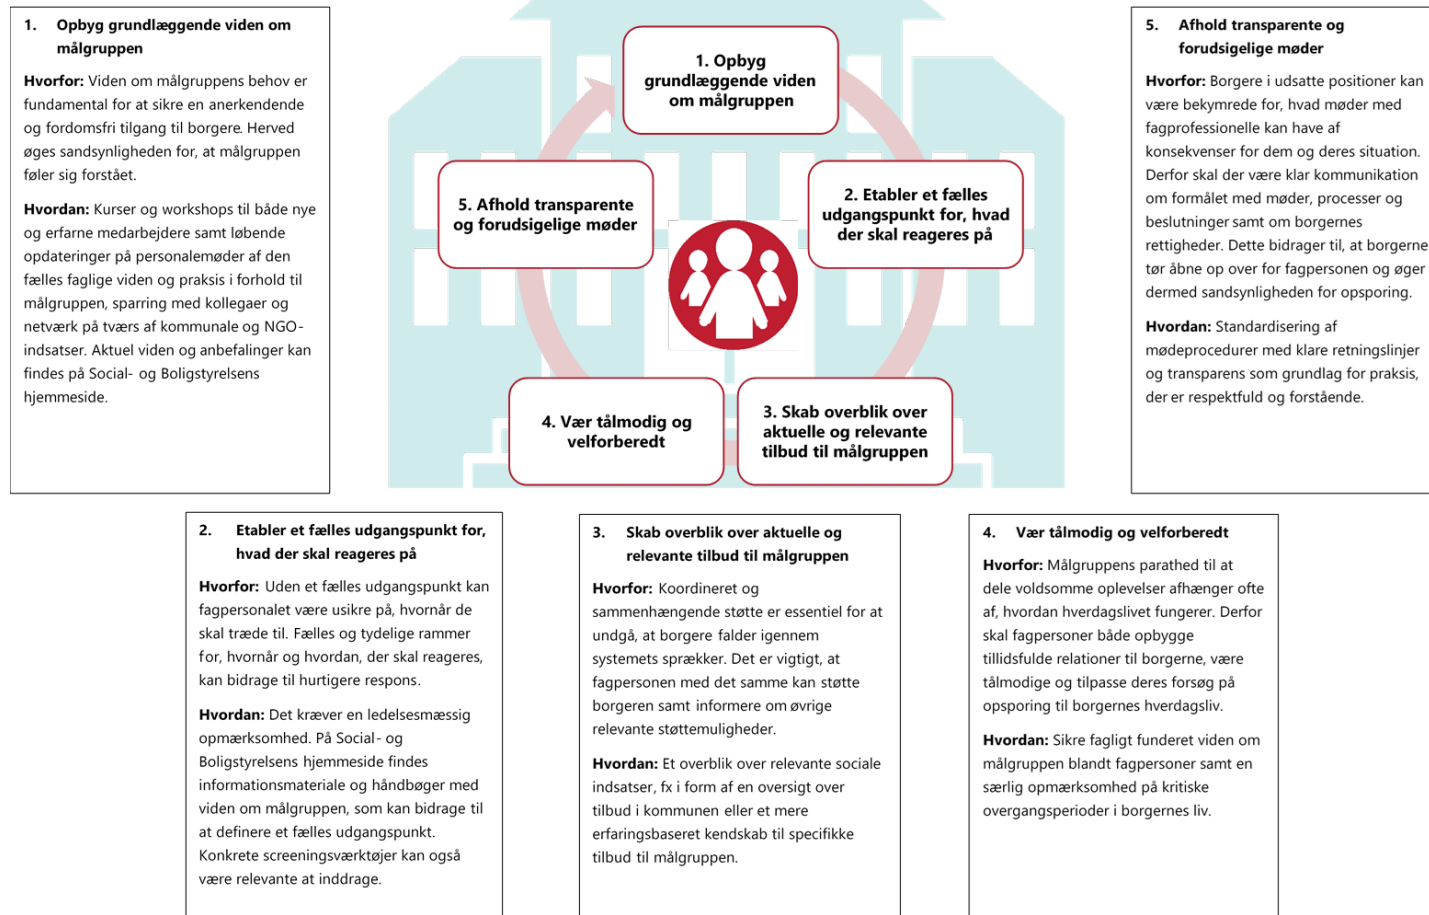 1. Opbyg grundlæggende viden om
målgruppen
Hvorfor: Viden om målgruppens behov er
fundamental for at sikre en anerkendende
og fordomsfri tilgang til borgere. Herved
øges sandsynligheden for, at målgruppen
føler sig forstået.
Hvordan: Kurser og workshops til både nye
og erfarne medarbejdere samt løbende
opdateringer på personalemøder af den
fælles faglige viden og praksis i forhold til
målgruppen, sparring med kollegaer og
netværk på tværs af kommunale og NGO-
indsatser. Aktuel viden og anbefalinger kan
findes på Social- og Boligstyrelsens
hjemmeside.
1. Opbyg
grundlæggende viden
om målgruppen
2. Etabler et fælles
udgangspunkt for, hvad
der skal reageres på
3. Skab overblik over
aktuelle og relevante
tilbud til målgruppen
4. Vær tålmodig og
velforberedt
5. Afhold transparente
og forudsigelige møder
5. Afhold transparente og
forudsigelige møder
Hvorfor: Borgere i udsatte positioner kan
være bekymrede for, hvad møder med
fagprofessionelle kan have af
konsekvenser for dem og deres situation.
Derfor skal der være klar kommunikation
om formålet med møder, processer og
beslutninger samt om borgernes
rettigheder. Dette bidrager til, at borgerne
tør åbne op over for fagpersonen og øger
dermed sandsynligheden for opsporing.
Hvordan: Standardisering af
mødeprocedurer med klare retningslinjer
og transparens som grundlag for praksis,
der er respektfuld og forstående.
2. Etabler et fælles udgangspunkt for,
hvad der skal reageres på
Hvorfor: Uden et fælles udgangspunkt kan
fagpersonalet være usikre på, hvornår de
skal træde til. Fælles og tydelige rammer
for, hvornår og hvordan, der skal reageres,
kan bidrage til hurtigere respons.
Hvordan: Det kræver en ledelsesmæssig
opmærksomhed. På Social- og
Boligstyrelsens hjemmeside findes
informationsmateriale og håndbøger med
viden om målgruppen, som kan bidrage til
at definere et fælles udgangspunkt.
Konkrete screeningsværktøjer kan også
være relevante at inddrage.
3. Skab overblik over aktuelle og
relevante tilbud til målgruppen
Hvorfor: Koordineret og
sammenhængende støtte er essentiel for at
undgå, at borgere falder igennem
systemets sprækker. Det er vigtigt, at
fagpersonen med det samme kan støtte
borgeren samt informere om øvrige
relevante støttemuligheder.
Hvordan: Et overblik over relevante sociale
indsatser, fx i form af en oversigt over
tilbud i kommunen eller et mere
erfaringsbaseret kendskab til specifikke
tilbud til målgruppen.
4. Vær tålmodig og velforberedt
Hvorfor: Målgruppens parathed til at
dele voldsomme oplevelser afhænger ofte
af, hvordan hverdagslivet fungerer. Derfor
skal fagpersoner både opbygge
tillidsfulde relationer til borgerne, være
tålmodige og tilpasse deres forsøg på
opsporing til borgernes hverdagsliv.
Hvordan: Sikre fagligt funderet viden om
målgruppen blandt fagpersoner samt en
særlig opmærksomhed på kritiske
overgangsperioder i borgernes liv.